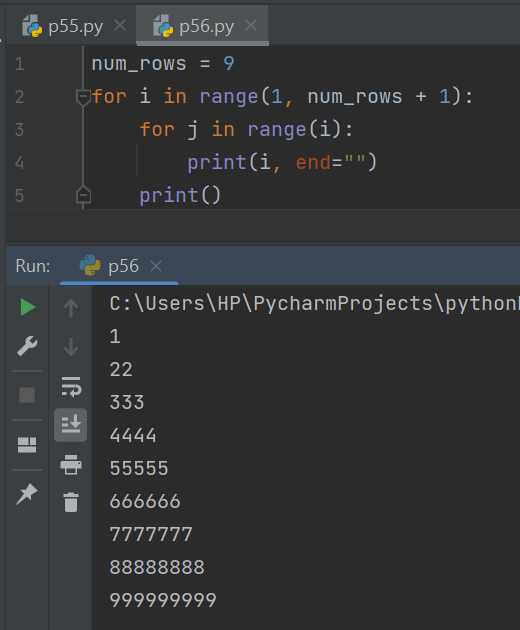 p55.py p56.py
1 num_rows = 9
2 for i in range(1, num_rows + 1):
3 for j in range(i):
4 print(i, end="")
5 print()
Run: p56
C:\Users\HP\PycharmProjects\python
1
22
333
4444
55555
666666
7777777
88888888
999999999